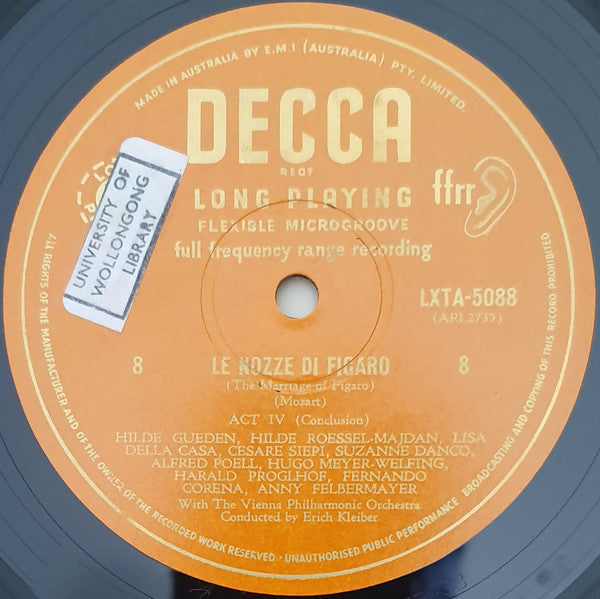 MADE IN AUSTRALIA BY E.M.I (AUSTRALIA) PTY. LIMITED.
DECCA
REGD
LONG PLAYING
FLEXIBLE MICROGROOVE
full frequency range recording
ffrr
UNIVERSITY OF
WOLLONGONG
LIBRARY
LXTA-5088
(ARL 2735)
8 LE NOZZE DI FIGARO 8
(The Marriage of Figaro)
(Mozart)
ACT IV (Conclusion)
HILDE GUEDEN, HILDE ROESSEL-MAJDAN, LISA
DELLA CASA, CESARE SIEPI, SUZANNE DANCO,
ALFRED POELL, HUGO MEYER-WELFING,
HARALD PROGLHOF, FERNANDO
CORENA, ANNY FELBERMAYER
With The Vienna Philharmonic Orchestra
Conducted by Erich Kleiber
ALL RIGHTS OF THE MANUFACTURER AND OF THE OWNER OF THE RECORDED WORK RESERVED - UNAUTHORISED PUBLIC PERFORMANCE BROADCASTING AND COPYING OF THIS RECORD PROHIBITED